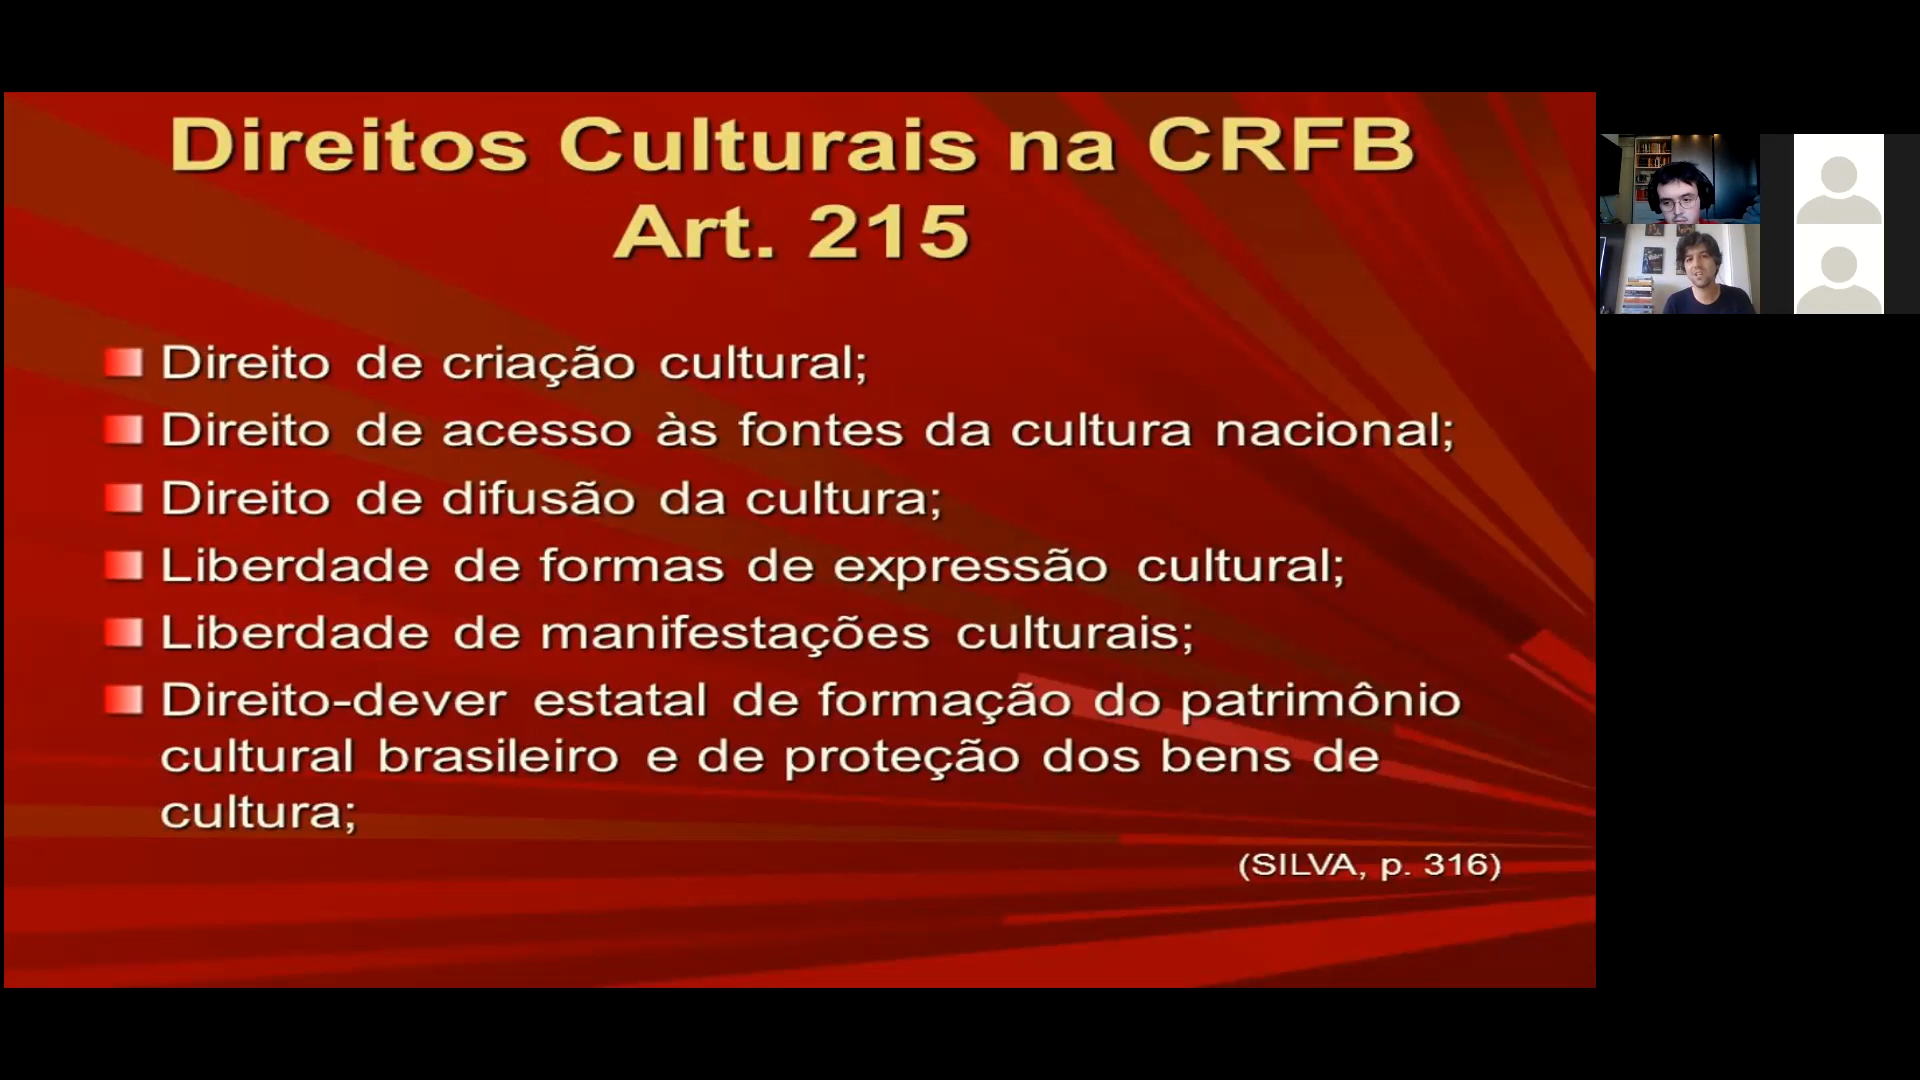 Direitos Culturais na CRFB
Art. 215
Direito de criação cultural;
Direito de acesso às fontes da cultura nacional;
Direito de difusão da cultura;
Liberdade de formas de expressão cultural;
Liberdade de manifestações culturais;
Direito-dever estatal de formação do patrimônio
cultural brasileiro e de proteção dos bens de
cultura;
(SILVA, p. 316)